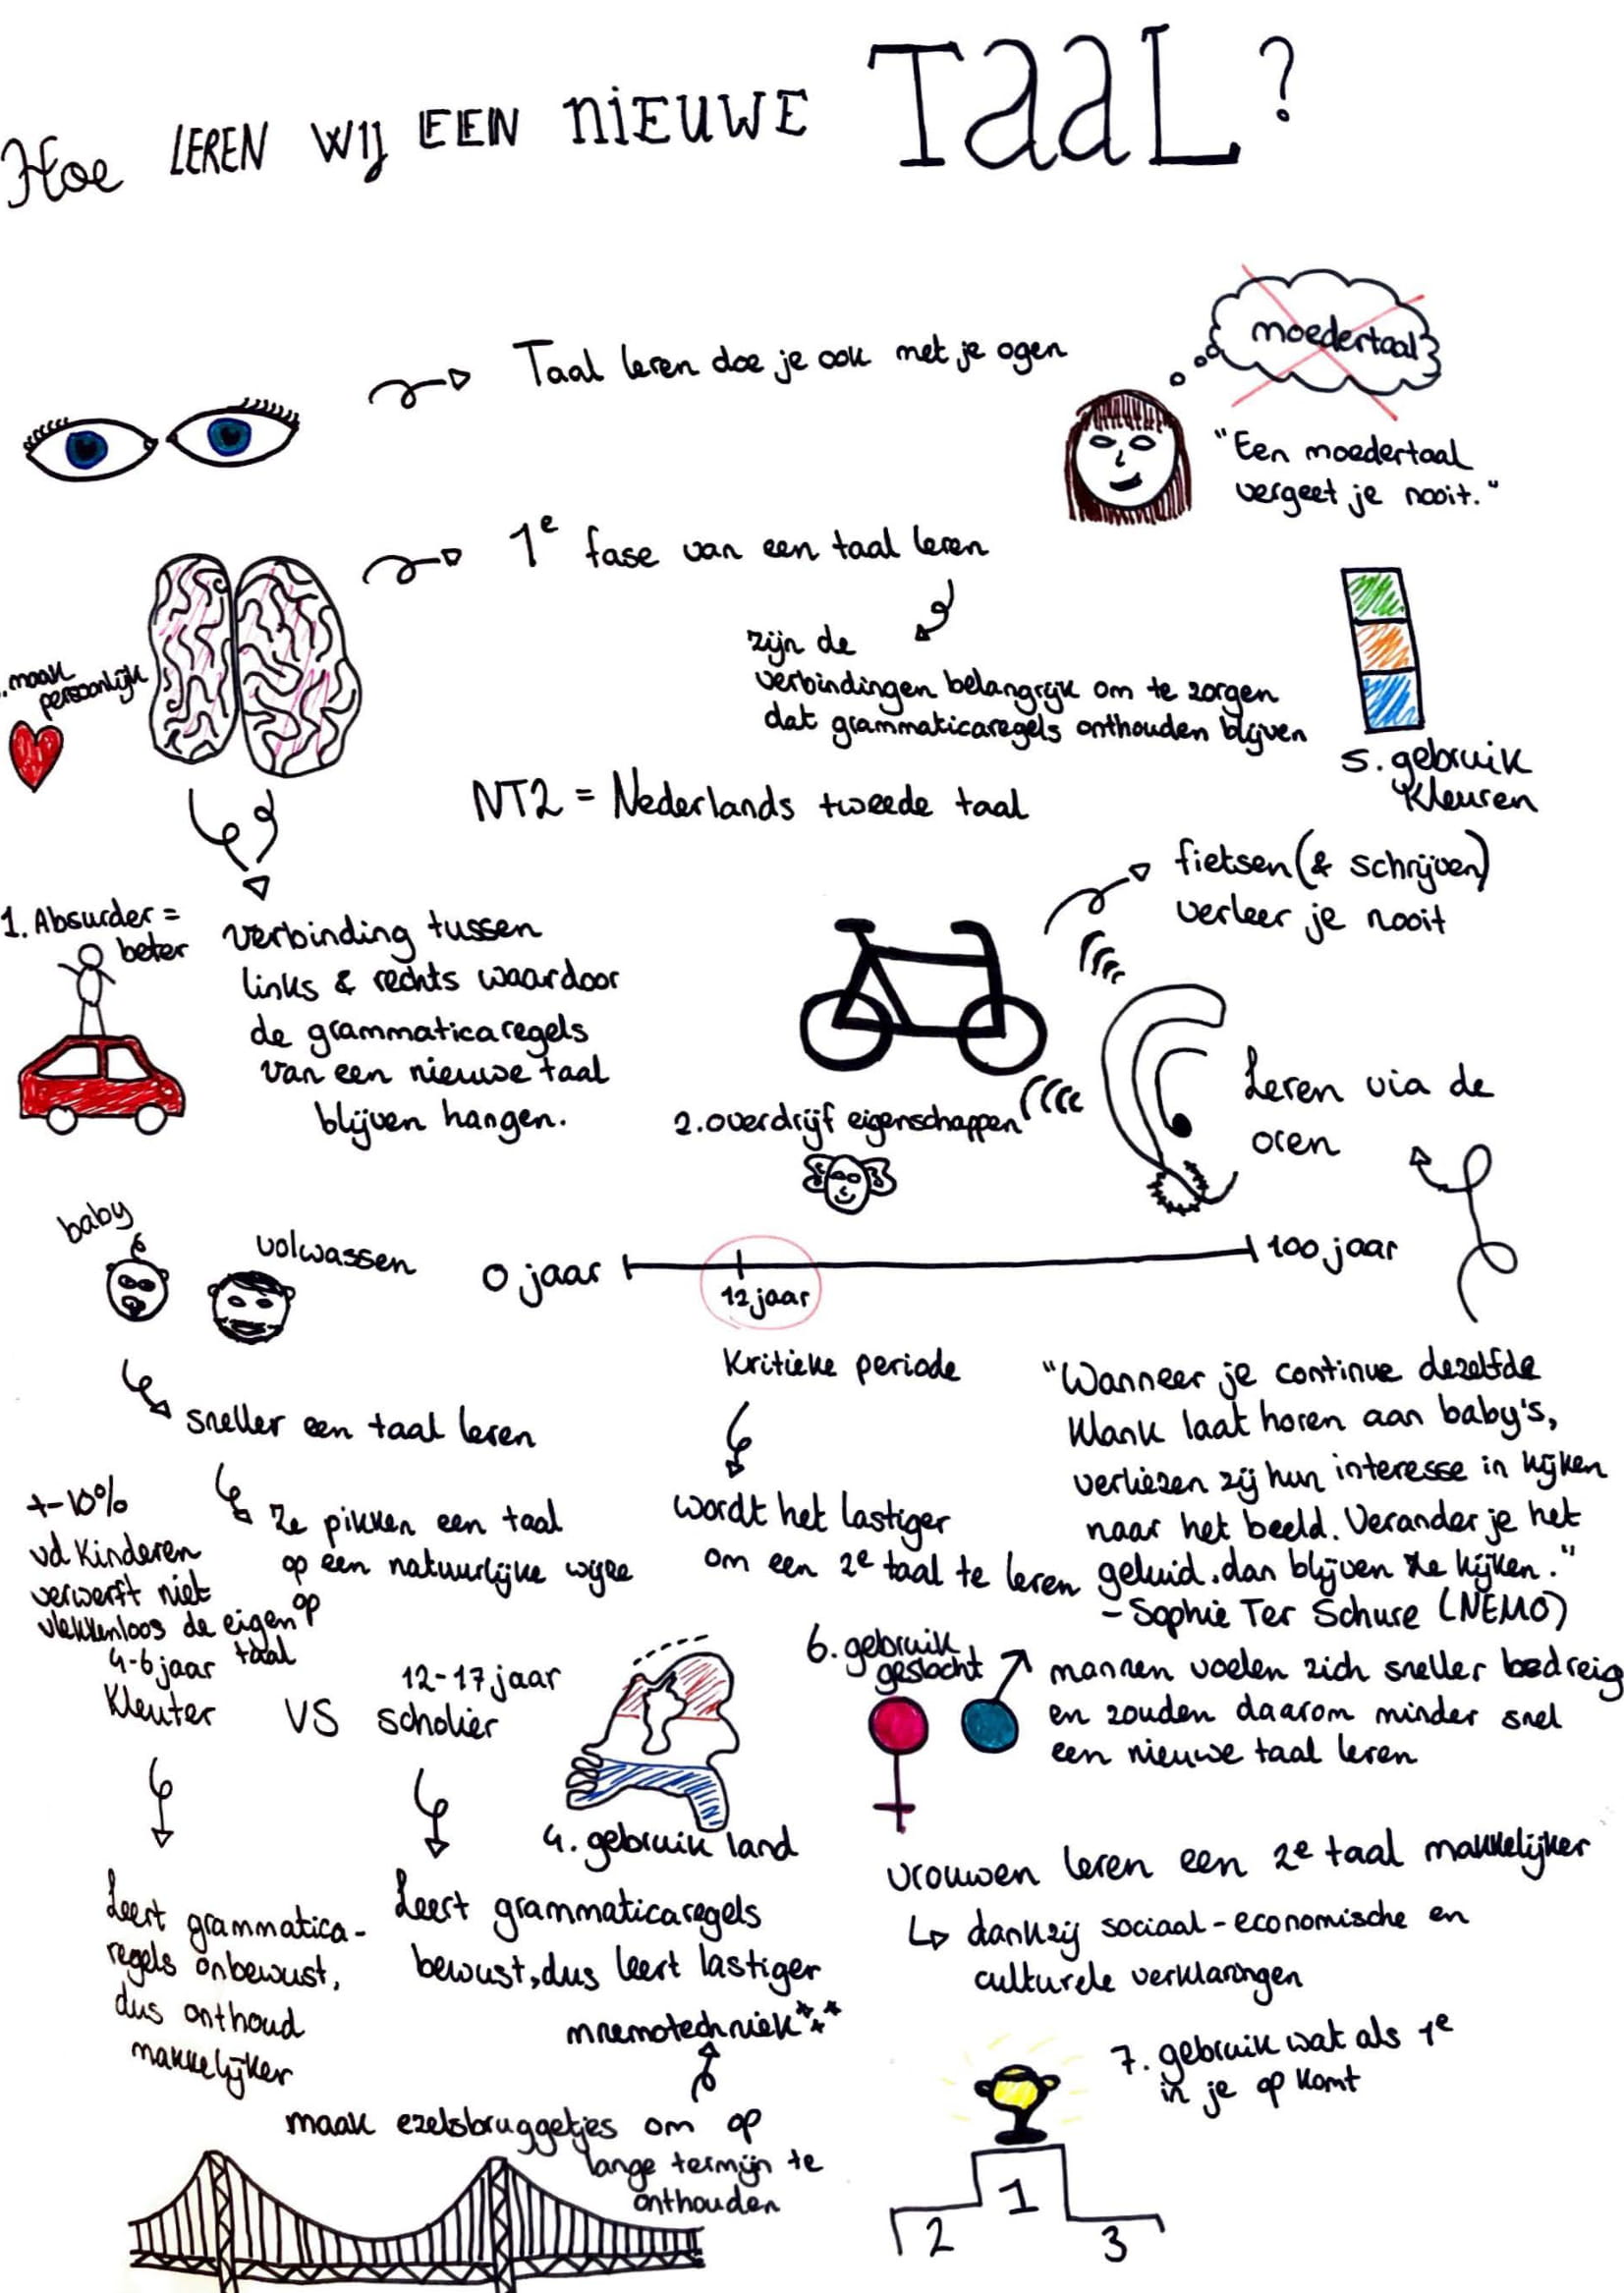 Hoe LEREN WIJ EEN NIEUWE TAAL?
Taal leren doe je ook met je ogen
moedertaal
"Een moedertaal
vergeet je nooit."
1e fase van een taal leren
zijn de
verbindingen belangrijk om te zorgen
dat grammaticaregels onthouden blijven
maak
persoonlijk
5. gebruik
kleuren
NT2 = Nederlands tweede taal
fietsen (& schrijven)
verleer je nooit
1. Absurder =
beter
verbinding tussen
links & rechts waardoor
de grammaticaregels
van een nieuwe taal
blijven hangen.
2. overdrijf eigenschappen
Leren via de
oren
baby
volwassen
0 jaar
12 jaar
100 jaar
Kritieke periode
wordt het lastiger
om een 2e taal te leren
sneller een taal leren
Ze pikken een taal
op een natuurlijke wijze
op
+-10%
vd kinderen
verwerft niet
vlekkenloos de eigen
taal
"Wanneer je continue dezelfde
klank laat horen aan baby's,
verliezen zij hun interesse in kijken
naar het beeld. Verander je het
geluid, dan blijven ze kijken."
- Sophie Ter Schure (NEMO)
4-6 jaar
Kleuter
VS
12-17 jaar
scholier
4. gebruik land
6. gebruik
geslacht
mannen voelen zich sneller bedreig
en zouden daarom minder snel
een nieuwe taal leren
vrouwen leren een 2e taal makkelijker
dankzij sociaal-economische en
culturele verklaringen
Leert grammatica-
regels onbewust,
dus onthoud
makkelijker
Leert grammaticaregels
bewust, dus leert lastiger
mnemotechniek***
maak ezelsbruggetjes om op
lange termijn te
onthouden
7. gebruik wat als 1e
in je op komt
1
2
3